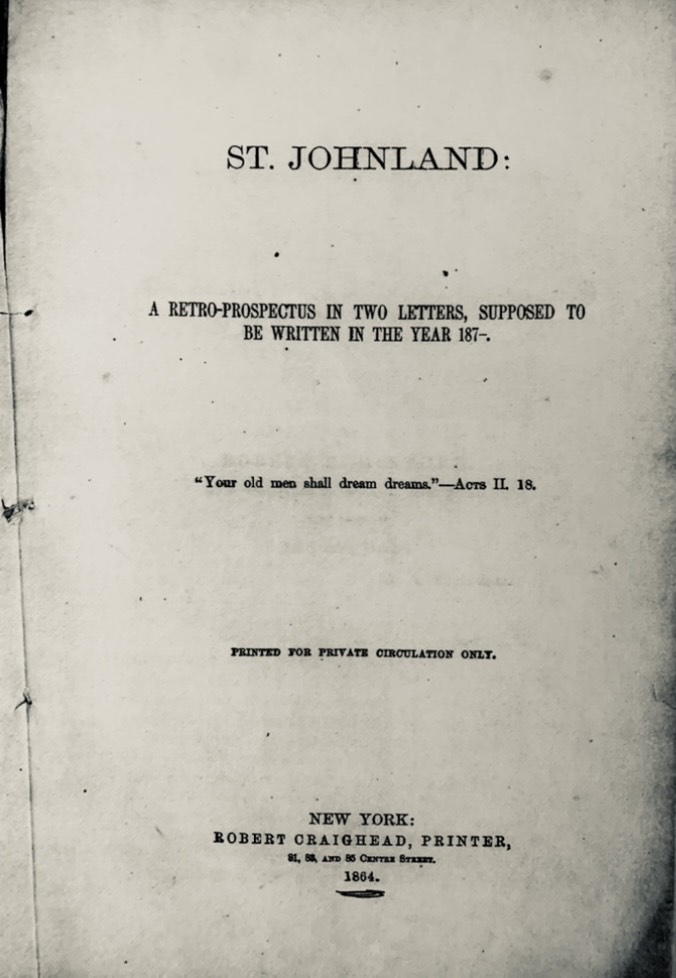 ST. JOHNLAND:
A RETRO-PROSPECTUS IN TWO LETTERS, SUPPOSED TO
BE WRITTEN IN THE YEAR 187-.
"Your old men shall dream dreams."—ACTS II. 18.
PRINTED FOR PRIVATE CIRCULATION ONLY.
NEW YORK:
ROBERT CRAIGHEAD, PRINTER,
81, 83, AND 85 CENTRE STREET.
1864.